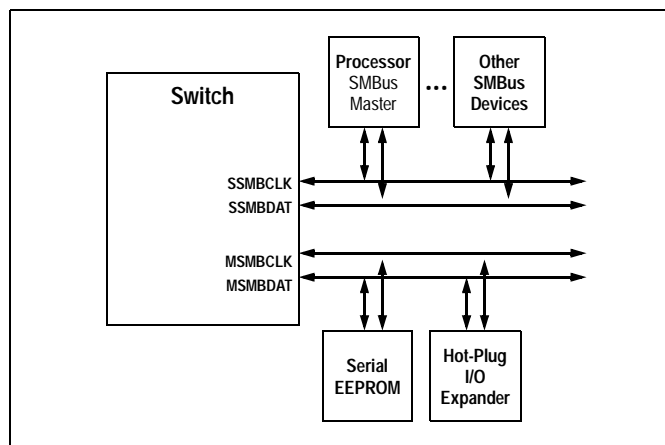 Switch
Processor
SMBus
Master
...
Other
SMBus
Devices
SSMBCLK
SSMBDAT
MSMBCLK
MSMBDAT
Serial
EEPROM
Hot-Plug
I/O
Expander